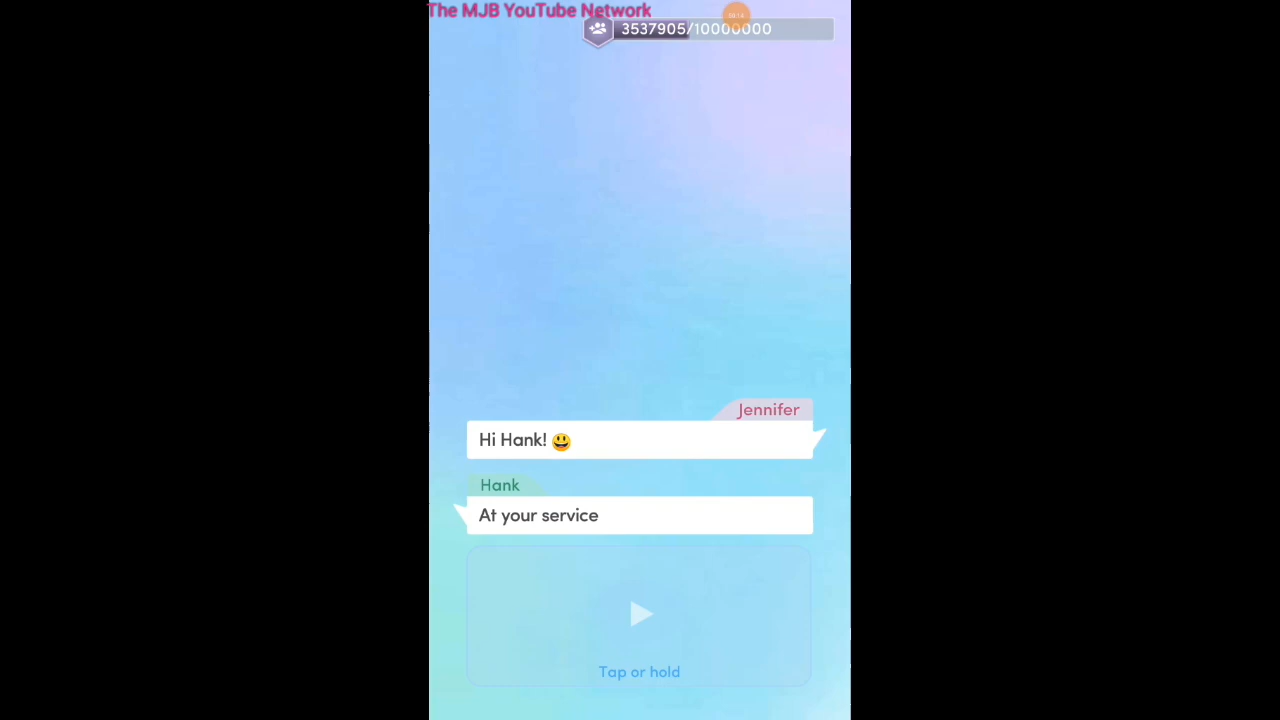 The MJB YouTube Network
3537905/10000000
Jennifer
Hi Hank! 😃
Hank
At your service
Tap or hold